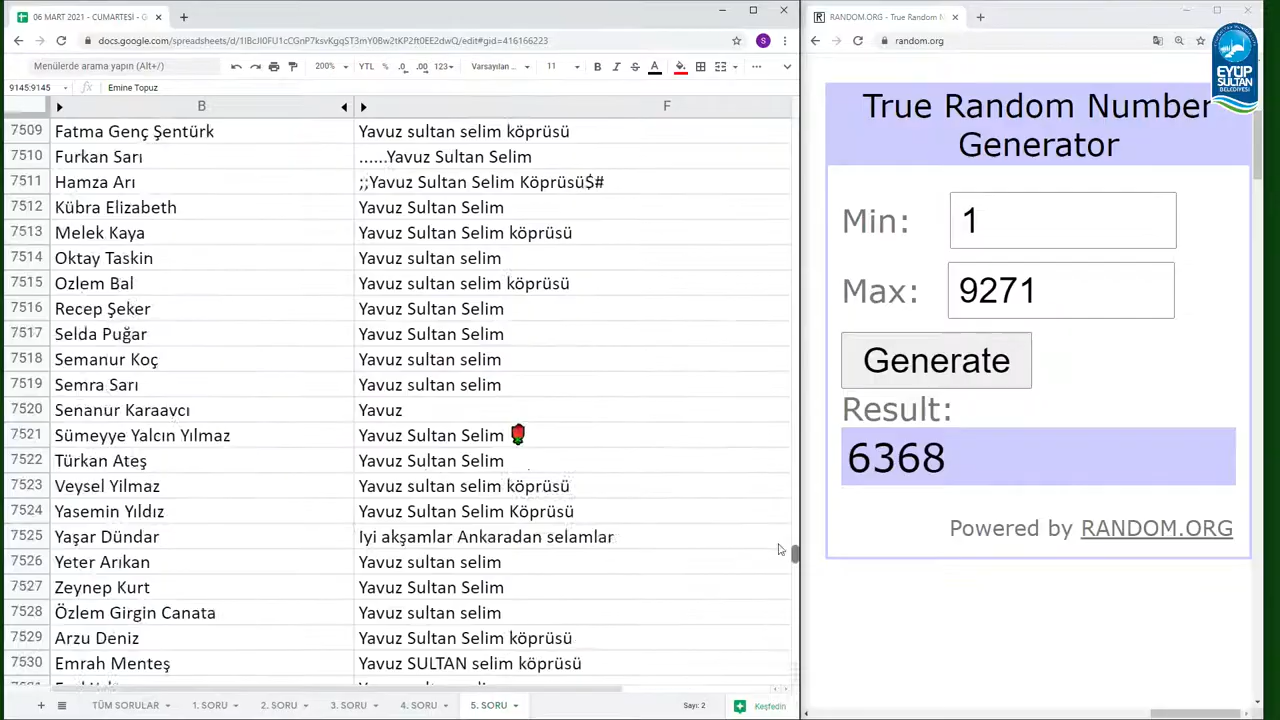 06 MART 2021 - CUMARTESİ - G
docs.google.com/spreadsheets/d/1IBcJI0FU1cCGnP7ksvKgqST3mY0Bw2tKP2ft0EE2dwQ/edit#gid=416166223
S
Menülerde arama yapın (Alt+/)
200%
YTL
%
.0
.00
123
Varsayılan...
B
I
S
A
9145:9145
fx
Emine Topuz
B
F
7509 Fatma Genç Şentürk Yavuz sultan selim köprüsü
7510 Furkan Sarı ......Yavuz Sultan Selim
7511 Hamza Arı ;;Yavuz Sultan Selim Köprüsü$#
7512 Kübra Elizabeth Yavuz Sultan Selim
7513 Melek Kaya Yavuz Sultan Selim köprüsü
7514 Oktay Taskin Yavuz sultan selim
7515 Ozlem Bal Yavuz sultan selim köprüsü
7516 Recep Şeker Yavuz Sultan Selim
7517 Selda Puğar Yavuz Sultan Selim
7518 Semanur Koç Yavuz sultan selim
7519 Semra Sarı Yavuz sultan selim
7520 Senanur Karaavcı Yavuz
7521 Sümeyye Yalcın Yılmaz Yavuz Sultan Selim 🌹
7522 Türkan Ateş Yavuz Sultan Selim
7523 Veysel Yilmaz Yavuz sultan selim köprüsü
7524 Yasemin Yıldız Yavuz Sultan Selim Köprüsü
7525 Yaşar Dündar Iyi akşamlar Ankaradan selamlar
7526 Yeter Arıkan Yavuz sultan selim
7527 Zeynep Kurt Yavuz Sultan Selim
7528 Özlem Girgin Canata Yavuz sultan selim
7529 Arzu Deniz Yavuz Sultan Selim köprüsü
7530 Emrah Menteş Yavuz SULTAN selim köprüsü
TÜM SORULAR
1. SORU
2. SORU
3. SORU
4. SORU
5. SORU
Sayı: 2
Keşfedin
RANDOM.ORG - True Random N
random.org
EYÜP
SULTAN
BELEDİYESİ
True Random Number
Generator
Min: 1
Max: 9271
Generate
Result:
6368
Powered by RANDOM.ORG